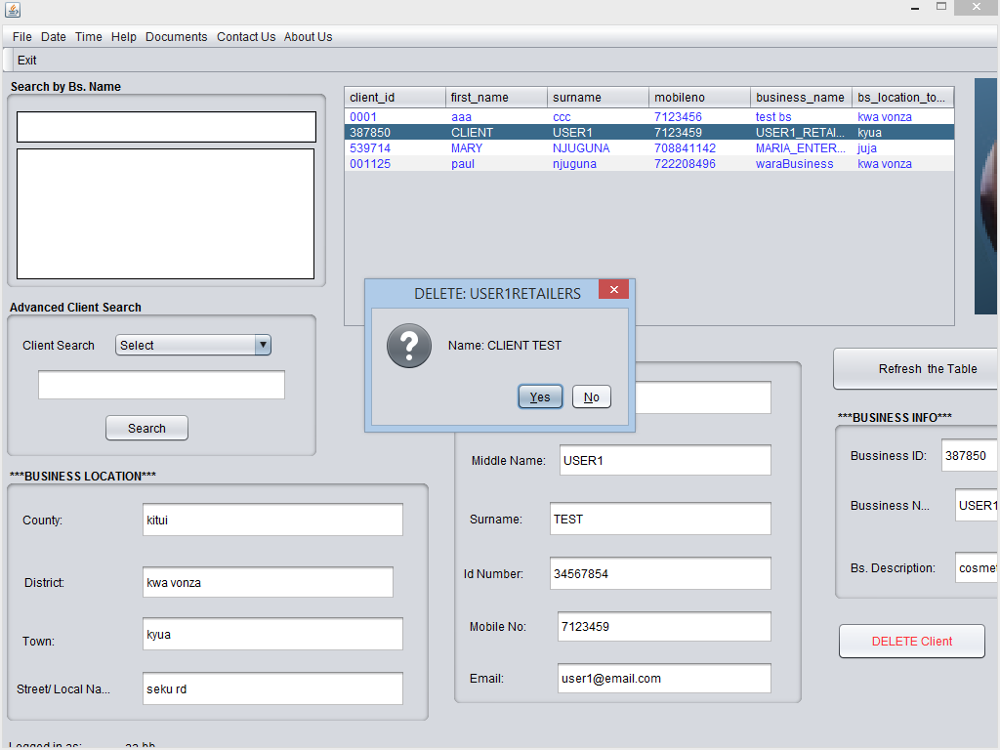 File Date Time Help Documents Contact Us About Us
Exit
Search by Bs. Name
client_id first_name surname mobileno business_name bs_location_to...
0001 aaa ccc 7123456 test bs kwa vonza
387850 CLIENT USER1 7123459 USER1_RETAI... kyua
539714 MARY NJUGUNA 708841142 MARIA_ENTER... juja
001125 paul njuguna 722208496 waraBusiness kwa vonza
DELETE: USER1RETAILERS
Name: CLIENT TEST
Yes No
Advanced Client Search
Client Search Select
Search
Refresh the Table
***BUSINESS INFO***
Bussiness ID: 387850
Bussiness N... USER1
Bs. Description: cosmet
DELETE Client
Middle Name: USER1
Surname: TEST
Id Number: 34567854
Mobile No: 7123459
Email: user1@email.com
***BUSINESS LOCATION***
County: kitui
District: kwa vonza
Town: kyua
Street/ Local Na... seku rd
Logged in as: aa bb